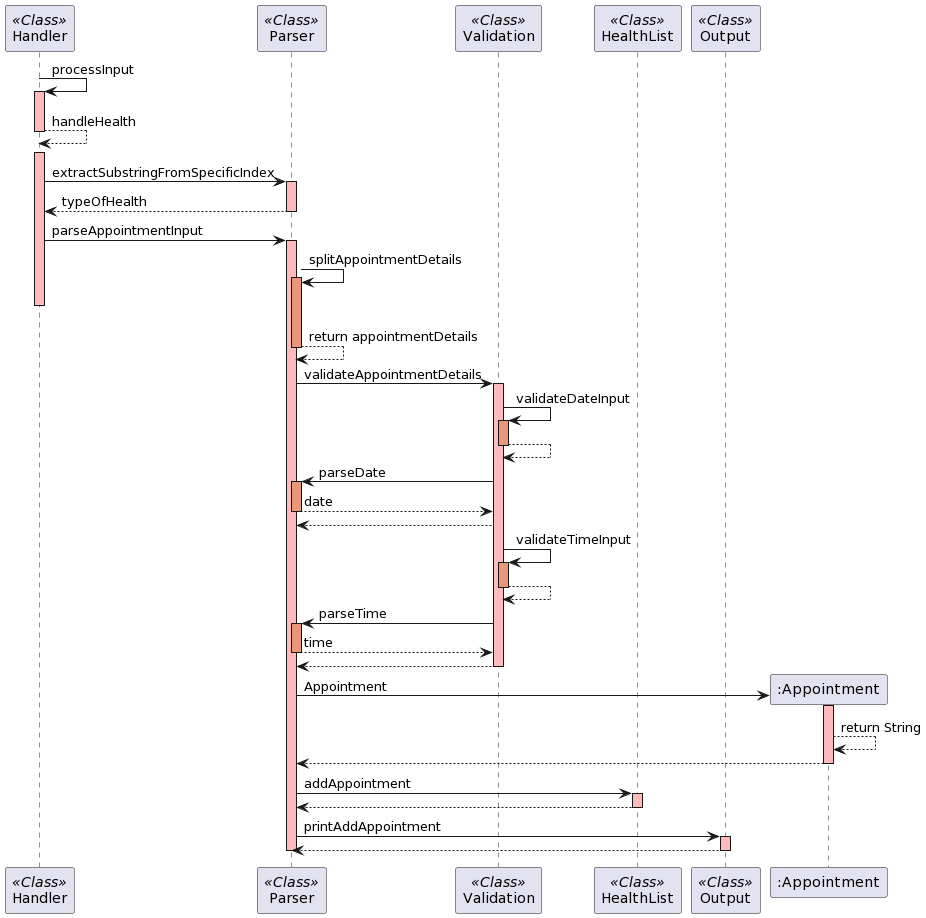 «Class» «Class» «Class» «Class» «Class»
Handler Parser Validation HealthList Output
processInput
handleHealth
extractSubstringFromSpecificIndex
typeOfHealth
parseAppointmentInput
splitAppointmentDetails
return appointmentDetails
validateAppointmentDetails
validateDateInput
parseDate
date
validateTimeInput
parseTime
time
Appointment :Appointment
return String
addAppointment
printAddAppointment
«Class» «Class» «Class» «Class» «Class» :Appointment
Handler Parser Validation HealthList Output